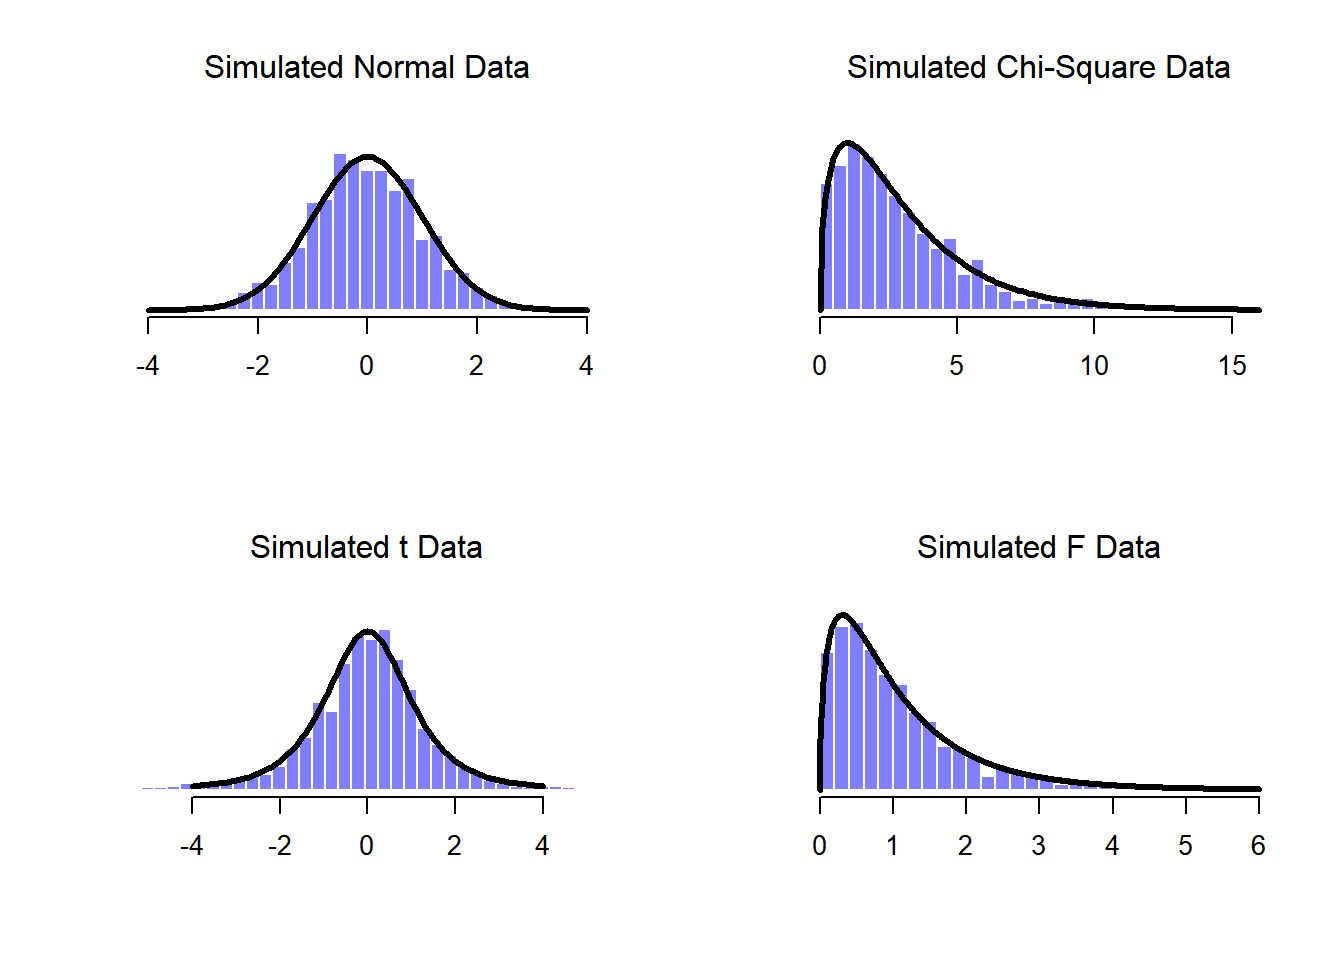 Simulated Normal Data
-4 -2 0 2 4
Simulated Chi-Square Data
0 5 10 15
Simulated t Data
-4 -2 0 2 4
Simulated F Data
0 1 2 3 4 5 6